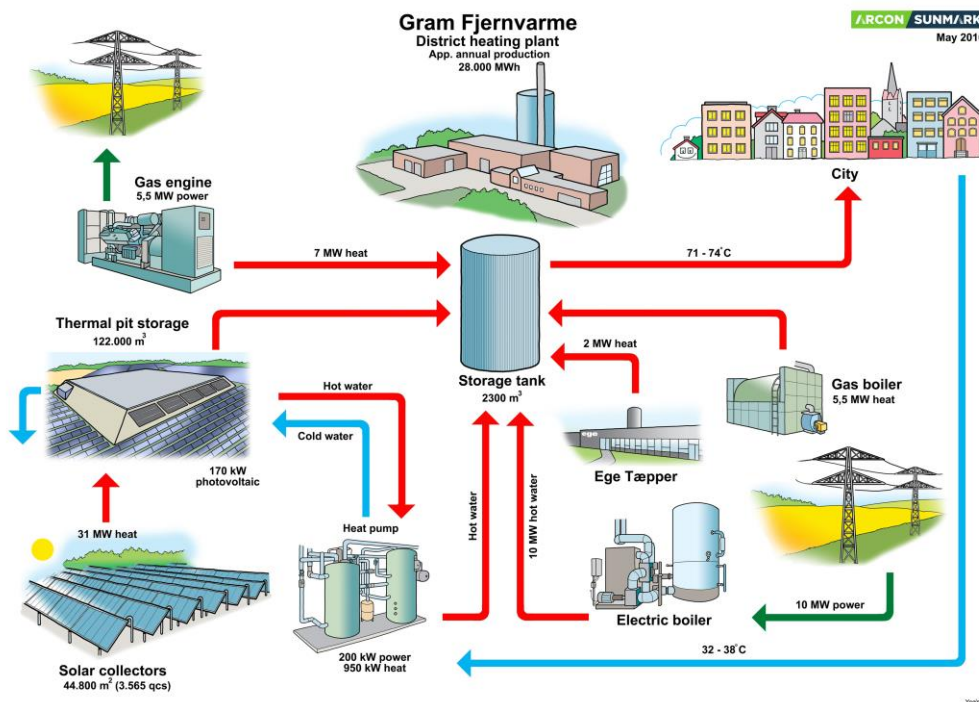 Gram Fjernvarme
District heating plant
App. annual production
28.000 MWh
ARCON SUNMARK
Gas engine
5,5 MW power
City
7 MW heat
71 - 74°C
Thermal pit storage
122.000 m³
2 MW heat
Storage tank
2300 m³
Gas boiler
5,5 MW heat
Hot water
Cold water
ege
Ege Tæpper
170 kW
photovoltaic
Hot water
10 MW hot water
31 MW heat
Heat pump
Electric boiler
10 MW power
200 kW power
950 kW heat
32 - 38°C
Solar collectors
44.800 m² (3.565 qcs)